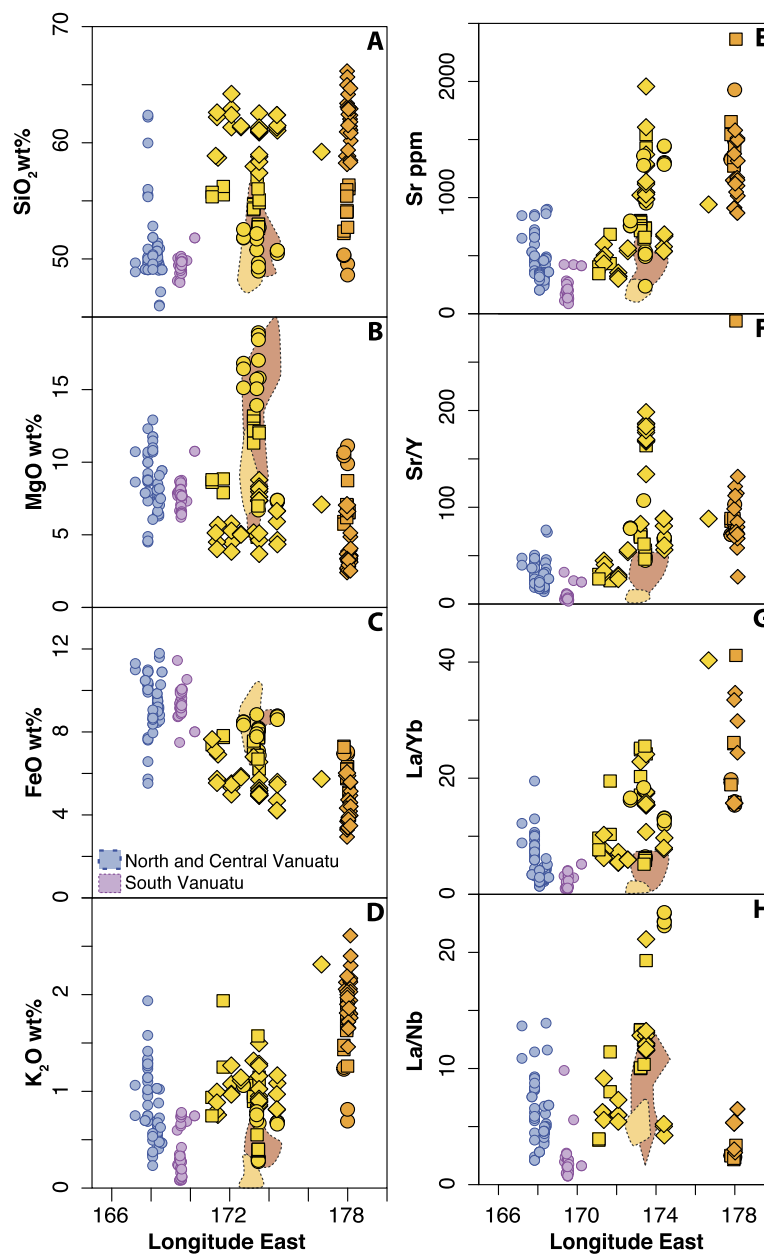 70
60
50
SiO2 wt%
A
15
10
5
0
MgO wt%
B
12
8
4
0
FeO wt%
C
North and Central Vanuatu
South Vanuatu
2
1
0
K2O wt%
D
166
172
178
Longitude East
2000
1000
0
Sr ppm
E
200
100
0
Sr/Y
F
40
20
0
La/Yb
G
20
10
0
La/Nb
H
166
170
174
178
Longitude East